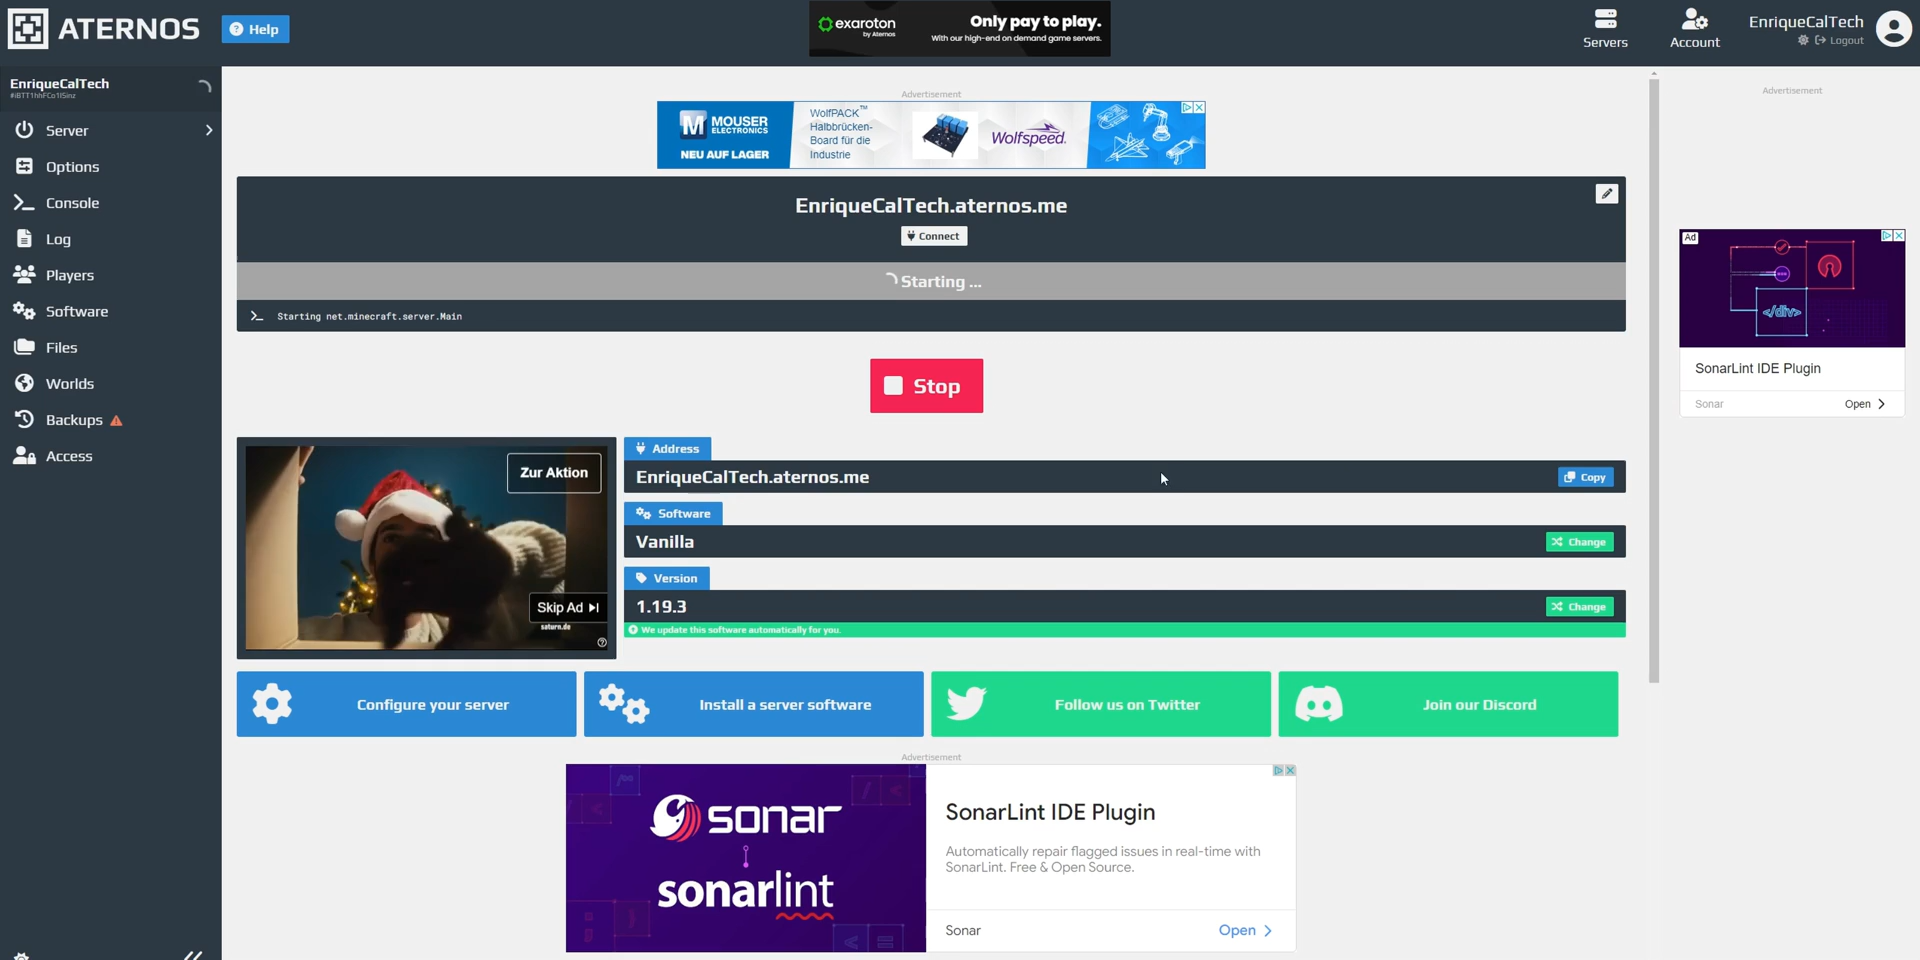 ATERNOS
Help
exaroton
by Aternos
Only pay to play.
With our high-end on demand game servers.
Servers
Account
EnriqueCalTech
Logout
EnriqueCalTech
Server
Options
Console
Log
Players
Software
Files
Worlds
Backups
Access
Advertisement
MOUSER
ELECTRONICS
NEU AUF LAGER
WolfPACK™
Halbbrücken-
Board für die
Industrie
Wolfspeed.
EnriqueCalTech.aternos.me
Connect
Starting ...
Starting net.minecraft.server.Main
Stop
Zur Aktion
Skip Ad
saturn.de
Address
EnriqueCalTech.aternos.me
Copy
Software
Vanilla
Change
Version
1.19.3
Change
We update this software automatically for you.
Configure your server
Install a server software
Follow us on Twitter
Join our Discord
Advertisement
sonar
sonarlint
SonarLint IDE Plugin
Automatically repair flagged issues in real-time with
SonarLint. Free & Open Source.
Sonar
Open
Advertisement
Ad
</div>
SonarLint IDE Plugin
Sonar
Open